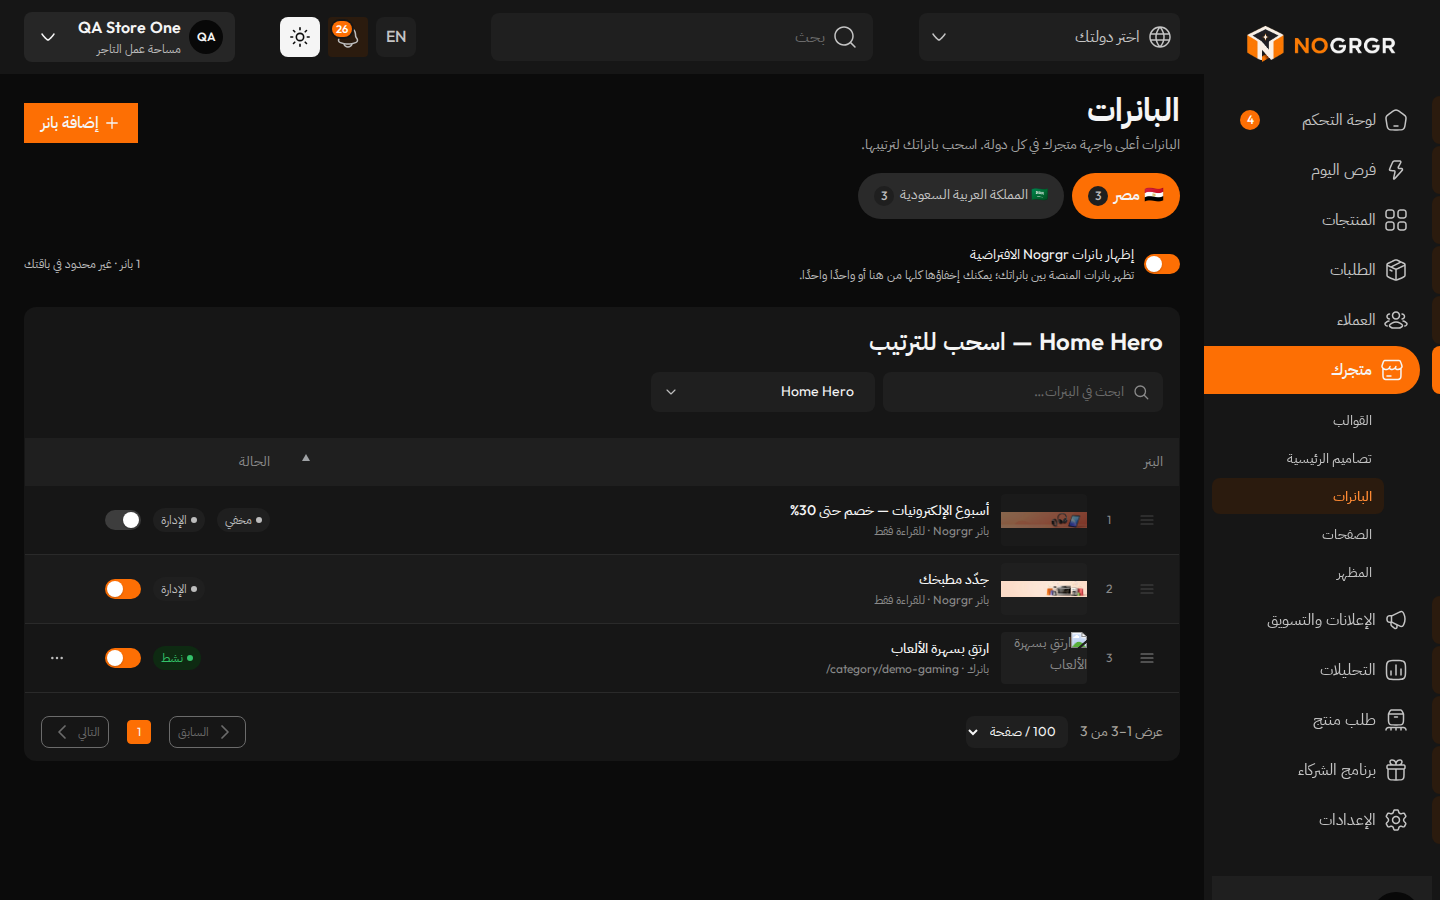 NOGRGR
اختر دولتك
بحث
EN
26
QA Store One
مساحة عمل التاجر
QA
لوحة التحكم
4
فرص اليوم
المنتجات
الطلبات
العملاء
متجرك
القوالب
تصاميم الرئيسية
البانرات
الصفحات
المظهر
الإعلانات والتسويق
التحليلات
طلب منتج
برنامج الشركاء
الإعدادات
البانرات
البانرات أعلى واجهة متجرك في كل دولة. اسحب بانراتك لترتيبها.
+ إضافة بانر
مصر 3
المملكة العربية السعودية 3
إظهار بانرات Nogrgr الافتراضية
تظهر بانرات المنصة بين بانراتك؛ يمكنك إخفاؤها كلها من هنا أو واحدًا واحدًا.
1 بانر · غير محدود في باقتك
Home Hero — اسحب للترتيب
ابحث في البنرات...
Home Hero
البنر
الحالة
1
أسبوع الإلكترونيات — خصم حتى 30%
بانر Nogrgr · للقراءة فقط
مخفي
الإدارة
2
جدّد مطبخك
بانر Nogrgr · للقراءة فقط
الإدارة
3
ارتقِ بسهرة الألعاب
ارتقِ بسهرة الألعاب
بانرك · /category/demo-gaming
نشط
عرض 1–3 من 3
100 / صفحة
السابق
1
التالي